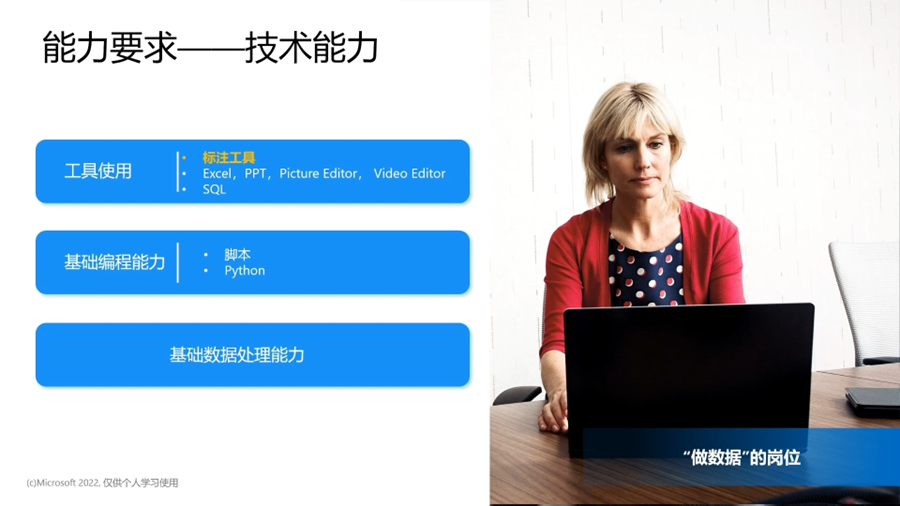 能力要求——技术能力
工具使用
• 标注工具
• Excel，PPT，Picture Editor， Video Editor
• SQL
基础编程能力
• 脚本
• Python
基础数据处理能力
“做数据”的岗位
(c)Microsoft 2022, 仅供个人学习使用